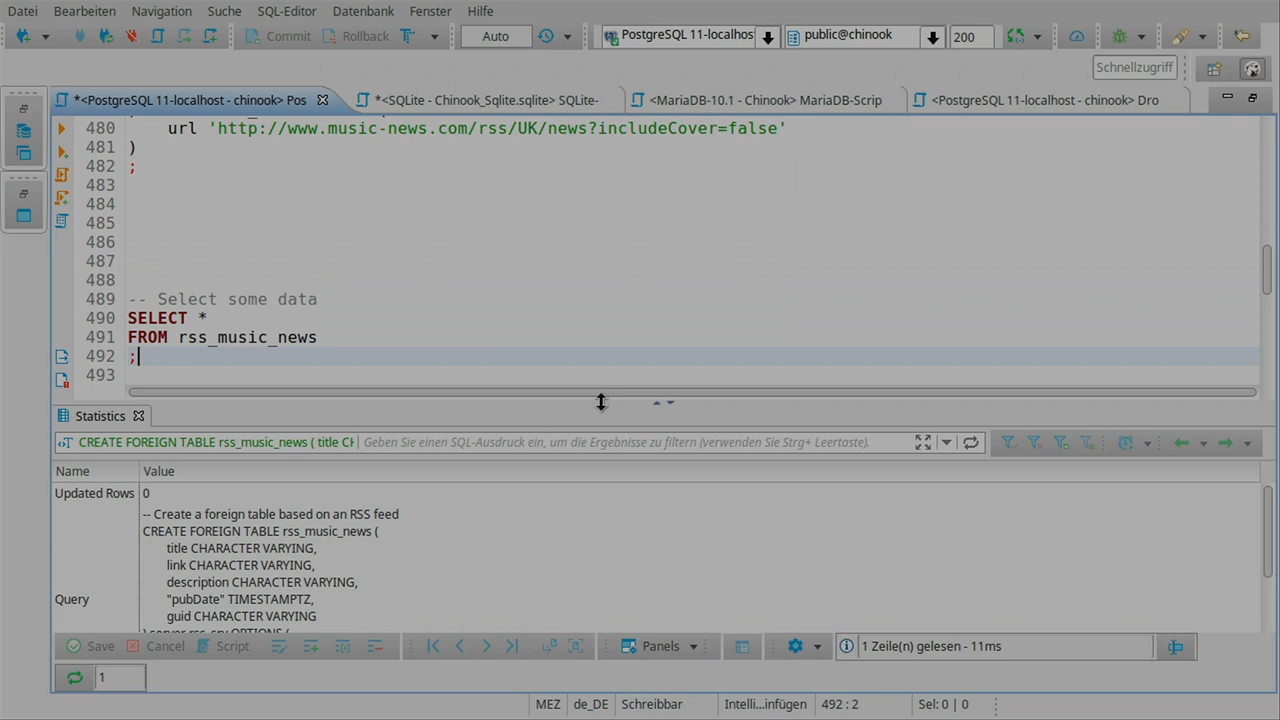 Datei Bearbeiten Navigation Suche SQL-Editor Datenbank Fenster Hilfe
Commit Rollback Auto PostgreSQL 11-localhost public@chinook 200
Schnellzugriff
*<PostgreSQL 11-localhost - chinook> Pos *<SQLite - Chinook_Sqlite.sqlite> SQLite- <MariaDB-10.1 - Chinook> MariaDB-Scrip <PostgreSQL 11-localhost - chinook> Dro
480 url 'http://www.music-news.com/rss/UK/news?includeCover=false'
481 )
482 ;
483
484
485
486
487
488
489 -- Select some data
490 SELECT *
491 FROM rss_music_news
492 ;
493
Statistics
CREATE FOREIGN TABLE rss_music_news ( title CH Geben Sie einen SQL-Ausdruck ein, um die Ergebnisse zu filtern (verwenden Sie Strg+ Leertaste).
Name Value
Updated Rows 0
-- Create a foreign table based on an RSS feed
CREATE FOREIGN TABLE rss_music_news (
title CHARACTER VARYING,
link CHARACTER VARYING,
description CHARACTER VARYING,
Query "pubDate" TIMESTAMPTZ,
guid CHARACTER VARYING
Save Cancel Script Panels 1 Zeile(n) gelesen - 11ms
1
MEZ de_DE Schreibbar Intelli...infügen 492 : 2 Sel: 0 | 0